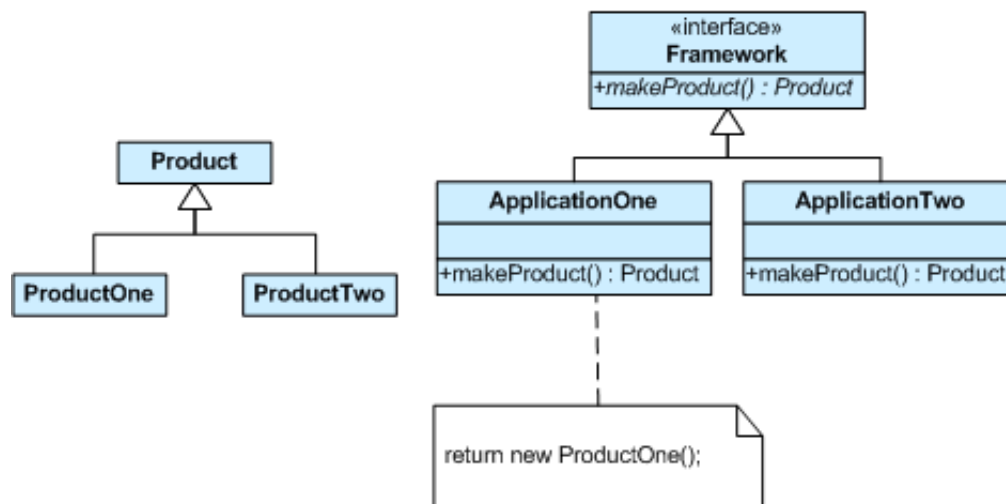 «interface»
Framework
+makeProduct() : Product
Product
ProductOne
ProductTwo
ApplicationOne
+makeProduct() : Product
ApplicationTwo
+makeProduct() : Product
return new ProductOne();